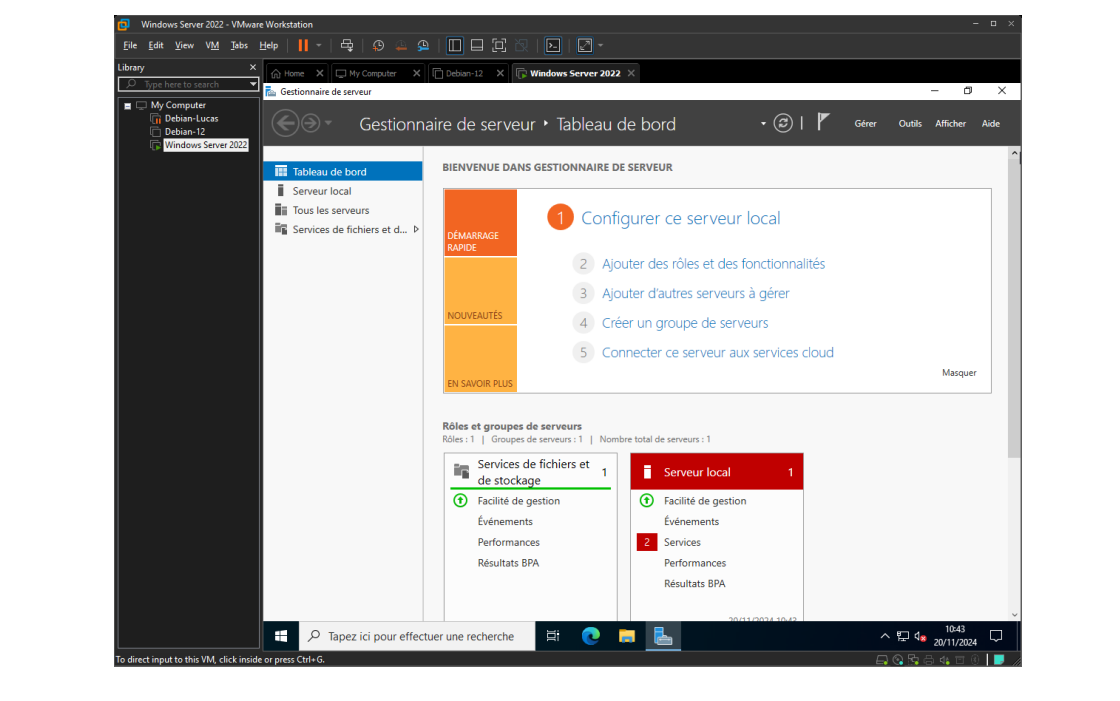 Windows Server 2022 - VMware Workstation
File Edit View VM Tabs Help
Library
Type here to search
My Computer
Debian-Lucas
Debian-12
Windows Server 2022
Home My Computer Debian-12 Windows Server 2022
Gestionnaire de serveur
Gestionnaire de serveur Tableau de bord
Gérer Outils Afficher Aide
Tableau de bord
Serveur local
Tous les serveurs
Services de fichiers et d...
BIENVENUE DANS GESTIONNAIRE DE SERVEUR
DÉMARRAGE
RAPIDE
NOUVEAUTÉS
EN SAVOIR PLUS
1 Configurer ce serveur local
2 Ajouter des rôles et des fonctionnalités
3 Ajouter d'autres serveurs à gérer
4 Créer un groupe de serveurs
5 Connecter ce serveur aux services cloud
Masquer
Rôles et groupes de serveurs
Rôles : 1 | Groupes de serveurs : 1 | Nombre total de serveurs : 1
Services de fichiers et
de stockage
1
Facilité de gestion
Événements
Performances
Résultats BPA
Serveur local 1
Facilité de gestion
Événements
2 Services
Performances
Résultats BPA
20/11/2024 10:43
Tapez ici pour effectuer une recherche
10:43
20/11/2024
To direct input to this VM, click inside or press Ctrl+G.